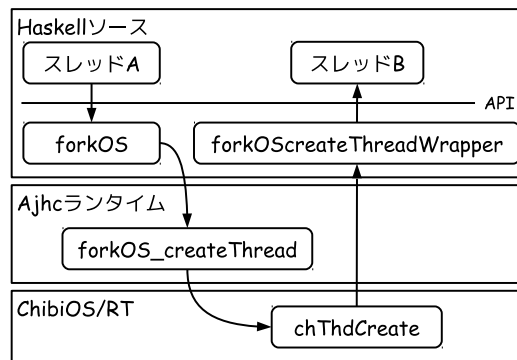 Haskellソース
スレッドA
スレッドB
API
forkOS
forkOScreateThreadWrapper
Ajhcランタイム
forkOS_createThread
ChibiOS/RT
chThdCreate